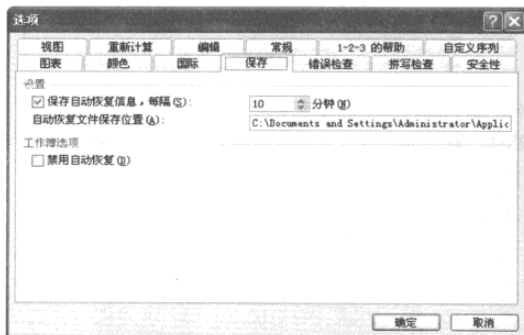 选项
视图 重新计算 编辑 常规 1-2-3 的帮助 自定义序列
图表 颜色 国际 保存 错误检查 拼写检查 安全性
设置
保存自动恢复信息，每隔(S): 10 分钟(M)
自动恢复文件保存位置(A): C:\Documents and Settings\Administrator\Applic
工作簿选项
禁用自动恢复(D)
确定 取消